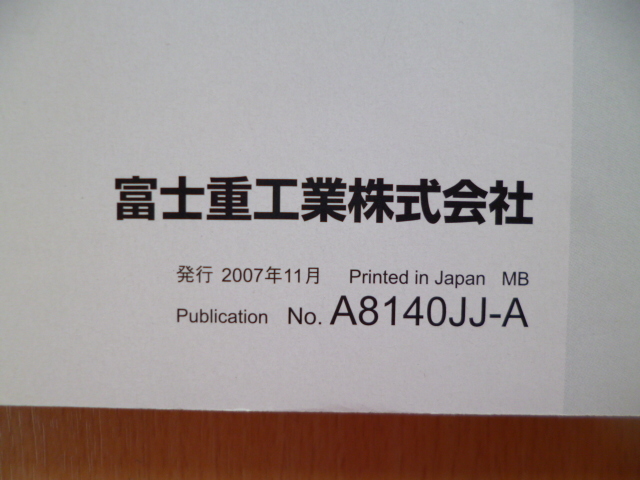 富士重工業株式会社
発行 2007年11月 Printed in Japan MB
Publication No. A8140JJ-A